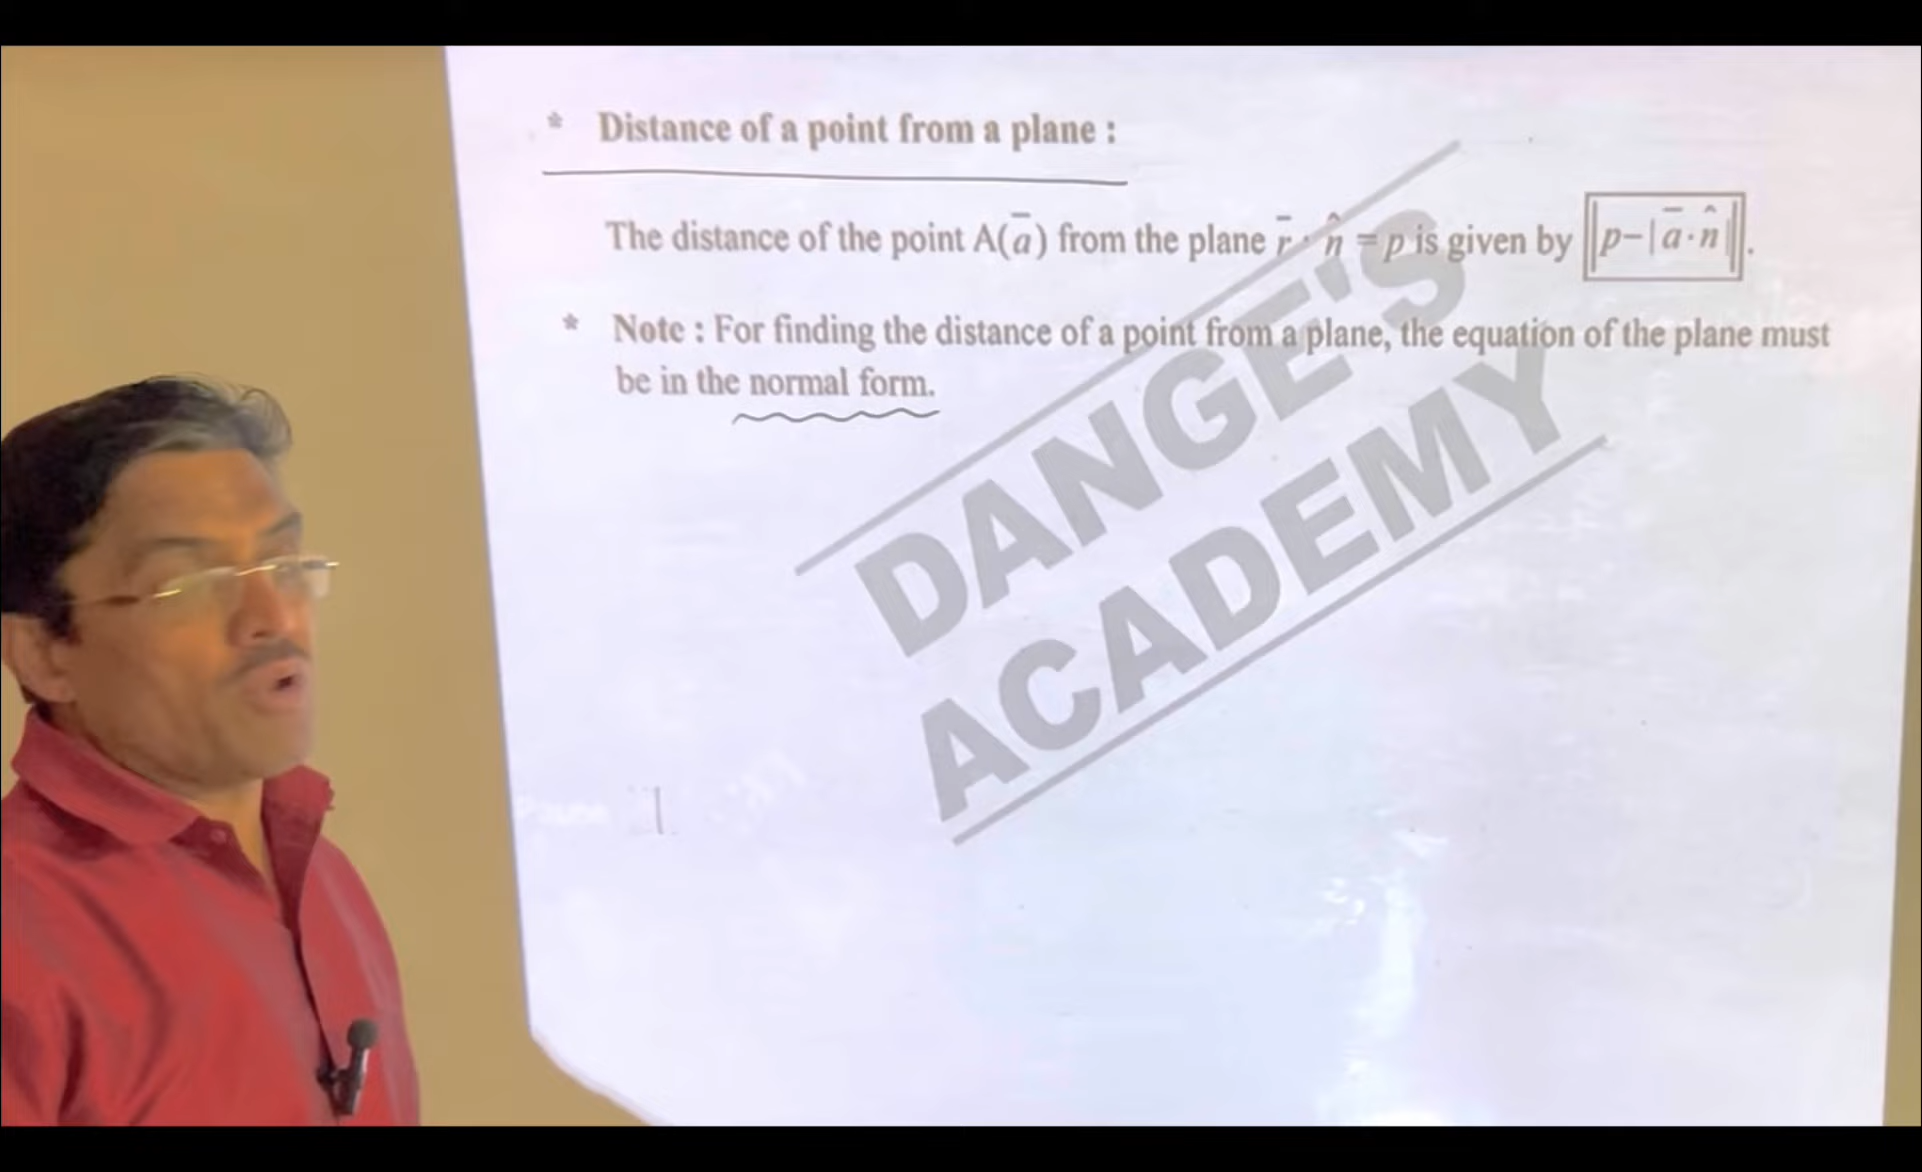 * Distance of a point from a plane :
The distance of the point A(a̅) from the plane r̅ · n̂ = p is given by |p−|a̅ · n̂||.
* Note : For finding the distance of a point from a plane, the equation of the plane must
be in the normal form.
DANGE'S
ACADEMY